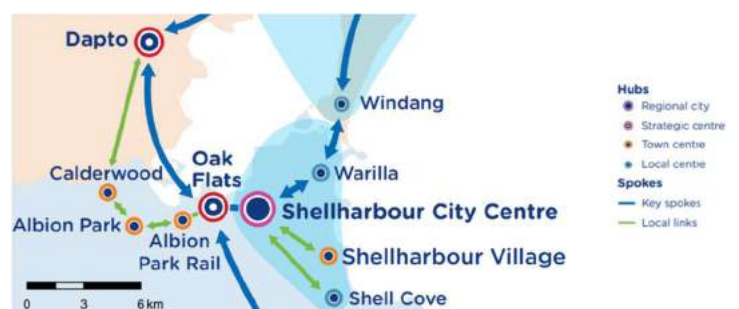 Dapto
Windang
Calderwood
Oak
Flats
Warilla
Shellharbour City Centre
Albion Park
Albion
Park Rail
Shellharbour Village
Shell Cove
0 3 6 km
Hubs
Regional city
Strategic centre
Town centre
Local centre
Spokes
Key spokes
Local links